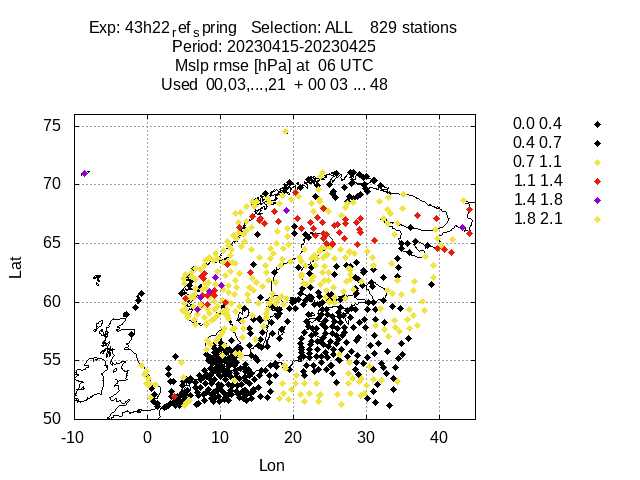 Exp: 43h22refspring Selection: ALL 829 stations
Period: 20230415-20230425
Mslp rmse [hPa] at 06 UTC
Used 00,03,...,21 + 00 03 ... 48
0.0 0.4
0.4 0.7
0.7 1.1
1.1 1.4
1.4 1.8
1.8 2.1
75
70
65
60
55
50
Lat
-10 0 10 20 30 40
Lon